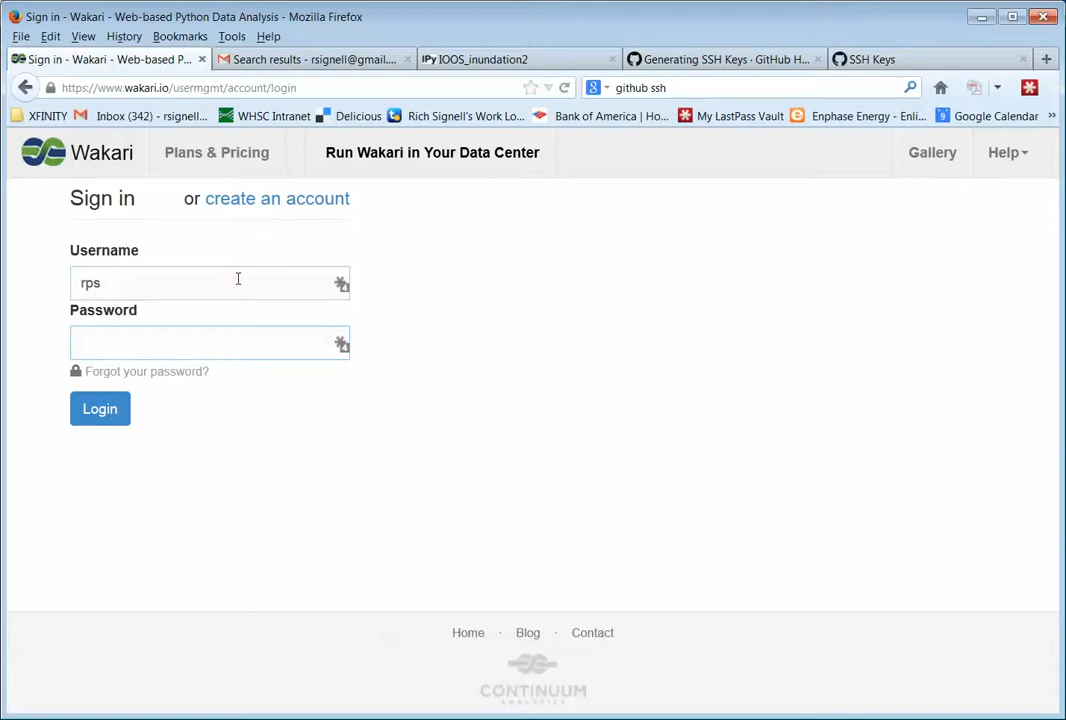 Sign in - Wakari - Web-based Python Data Analysis - Mozilla Firefox
File Edit View History Bookmarks Tools Help
Sign in - Wakari - Web-based P... × Search results - rsignell@gmail.... × IPy IOOS_inundation2 × Generating SSH Keys · GitHub H... × SSH Keys × +
https://www.wakari.io/usermgmt/account/login 8 github ssh
XFINITY Inbox (342) - rsignell... WHSC Intranet Delicious Rich Signell's Work Lo... Bank of America | Ho... My LastPass Vault Enphase Energy - Enli... 9 Google Calendar »
Wakari Plans & Pricing Run Wakari in Your Data Center Gallery Help
Sign in or create an account
Username
rps
Password
Forgot your password?
Login
Home · Blog · Contact
CONTINUUM
ANALYTICS